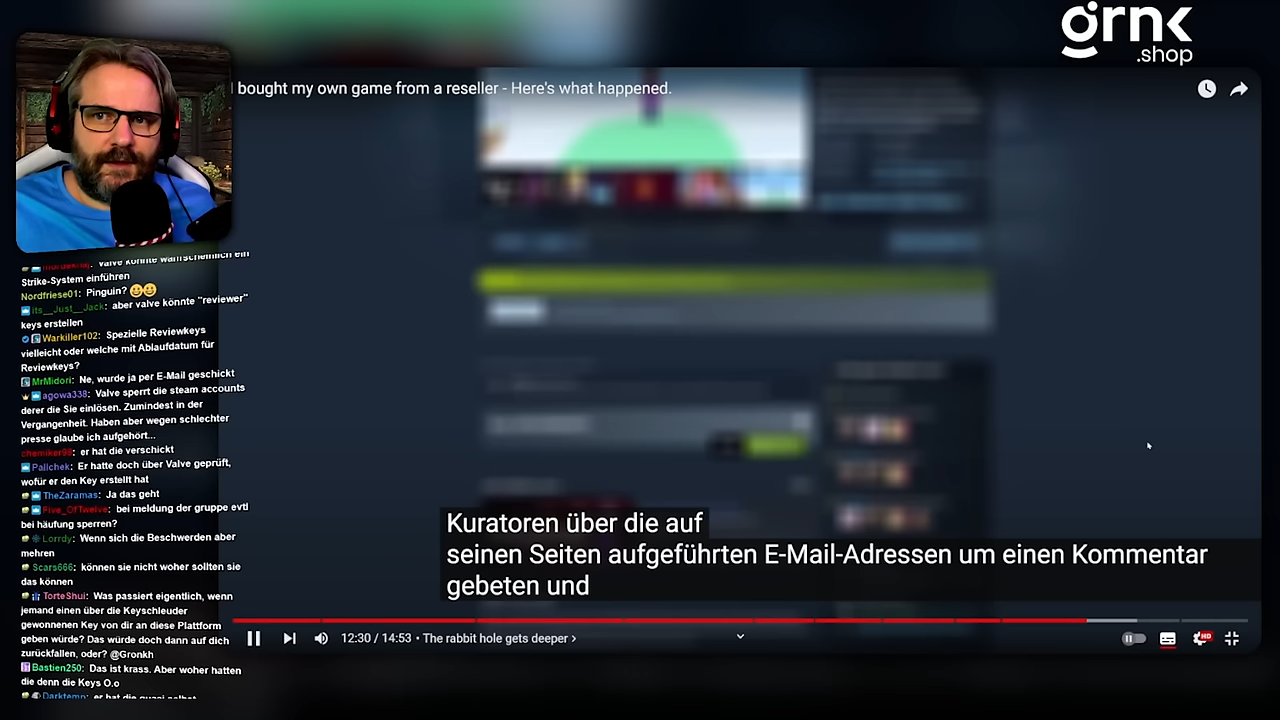 grnk
.shop
I bought my own game from a reseller - Here's what happened.
Valve könnte wahrscheinlich ein
Strike-System einführen
Nordfriese01: Pinguin?
its__Just__Jack: aber valve könnte "reviewer"
keys erstellen
Warkiller102: Spezielle Reviewkeys
vielleicht oder welche mit Ablaufdatum für
Reviewkeys?
MrMidori: Ne, wurde ja per E-Mail geschickt
agowa338: Valve sperrt die steam accounts
derer die Sie einlösen. Zumindest in der
Vergangenheit. Haben aber wegen schlechter
presse glaube ich aufgehört...
er hat die verschickt
Pallchek: Er hatte doch über Valve geprüft,
wofür er den Key erstellt hat
TheZaramas: Ja das geht
Five_OfTwelve: bei meldung der gruppe evtl
bei häufung sperren?
Lorrdy: Wenn sich die Beschwerden aber
mehren
Scars666: können sie nicht woher sollten sie
das können
TorteShui: Was passiert eigentlich, wenn
jemand einen über die Keyschleuder
gewonnenen Key von dir an diese Plattform
geben würde? Das würde doch dann auf dich
zurückfallen, oder? @Gronkh
Bastien250: Das ist krass. Aber woher hatten
die denn die Keys O.o
Darktemp: er hat die quasi selbst
Kuratoren über die auf
seinen Seiten aufgeführten E-Mail-Adressen um einen Kommentar
gebeten und
12:30 / 14:53 • The rabbit hole gets deeper ›
HD